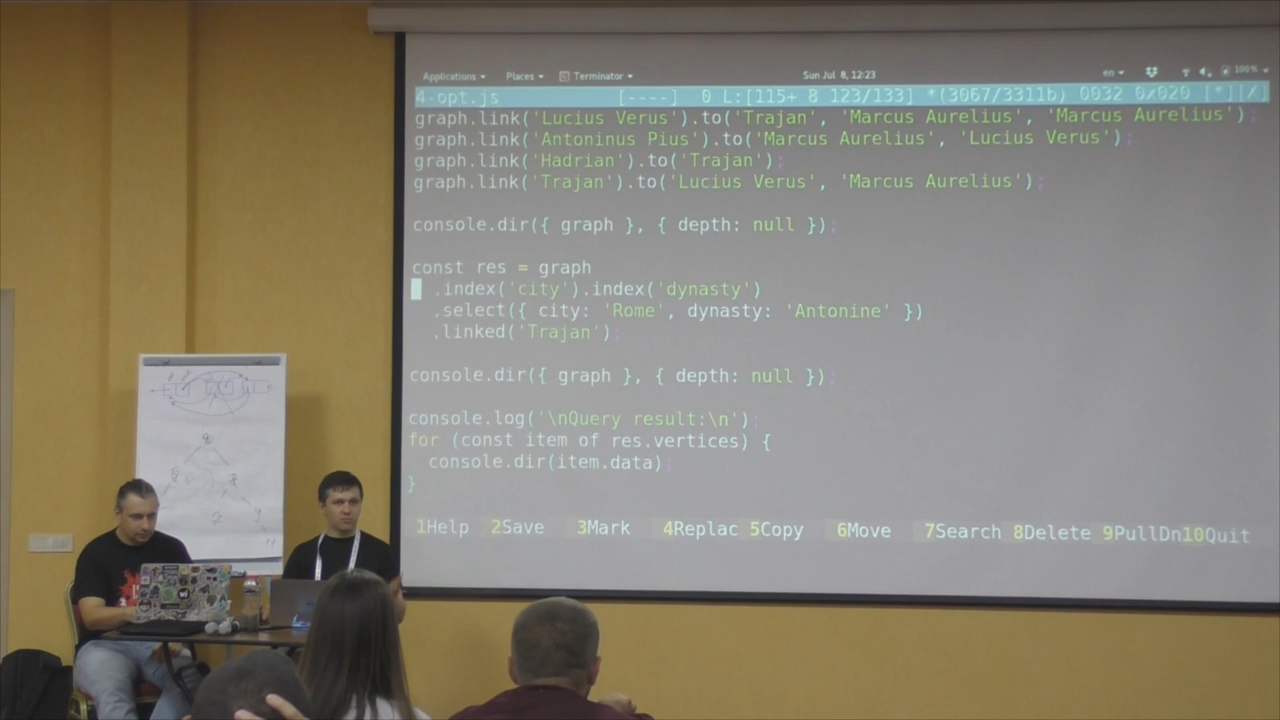 Applications Places Terminator Sun Jul 8, 12:23 en 100%
4-opt.js [----] 0 L:[115+ 8 123/133] *(3067/3311b) 0032 0x020 [*][X]
graph.link('Lucius Verus').to('Trajan', 'Marcus Aurelius', 'Marcus Aurelius');
graph.link('Antoninus Pius').to('Marcus Aurelius', 'Lucius Verus');
graph.link('Hadrian').to('Trajan');
graph.link('Trajan').to('Lucius Verus', 'Marcus Aurelius');
console.dir({ graph }, { depth: null });
const res = graph
.index('city').index('dynasty')
.select({ city: 'Rome', dynasty: 'Antonine' })
.linked('Trajan');
console.dir({ graph }, { depth: null });
console.log('\nQuery result:\n');
for (const item of res.vertices) {
console.dir(item.data);
}
1Help 2Save 3Mark 4Replac 5Copy 6Move 7Search 8Delete 9PullDn 10Quit